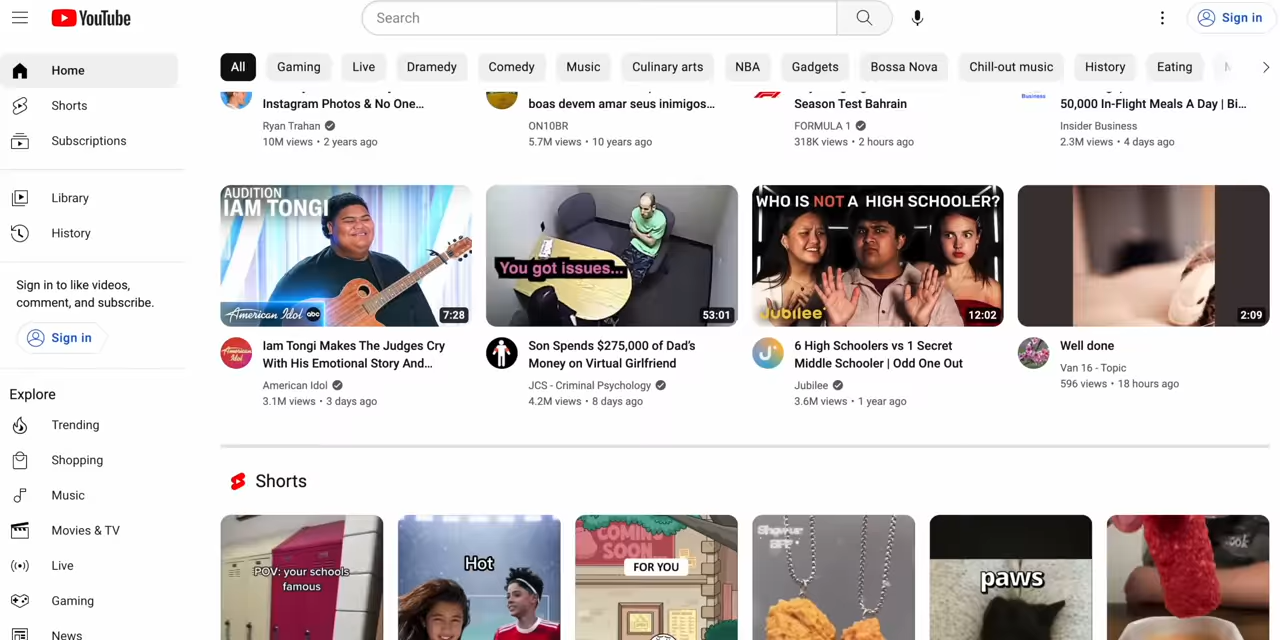 YouTube
Search
Sign in
Home
Shorts
Subscriptions
Library
History
Sign in to like videos,
comment, and subscribe.
Sign in
Explore
Trending
Shopping
Music
Movies & TV
Live
Gaming
News
All
Gaming
Live
Dramedy
Comedy
Music
Culinary arts
NBA
Gadgets
Bossa Nova
Chill-out music
History
Eating
Instagram Photos & No One...
Ryan Trahan
10M views • 2 years ago
boas devem amar seus inimigos...
ON10BR
5.7M views • 10 years ago
Season Test Bahrain
FORMULA 1
318K views • 2 hours ago
Business
50,000 In-Flight Meals A Day | Bi...
Insider Business
2.3M views • 4 days ago
AUDITION
IAM TONGI
American Idol abc
7:28
American Idol
Iam Tongi Makes The Judges Cry
With His Emotional Story And...
American Idol
3.1M views • 3 days ago
You got issues...
53:01
Son Spends $275,000 of Dad's
Money on Virtual Girlfriend
JCS - Criminal Psychology
4.2M views • 8 days ago
WHO IS NOT A HIGH SCHOOLER?
Jubilee
12:02
6 High Schoolers vs 1 Secret
Middle Schooler | Odd One Out
Jubilee
3.6M views • 1 year ago
2:09
Well done
Van 16 - Topic
596 views • 18 hours ago
Shorts
POV: your schools
famous
Hot
COMING
SOON
FOR YOU
Show ur
BFF
paws